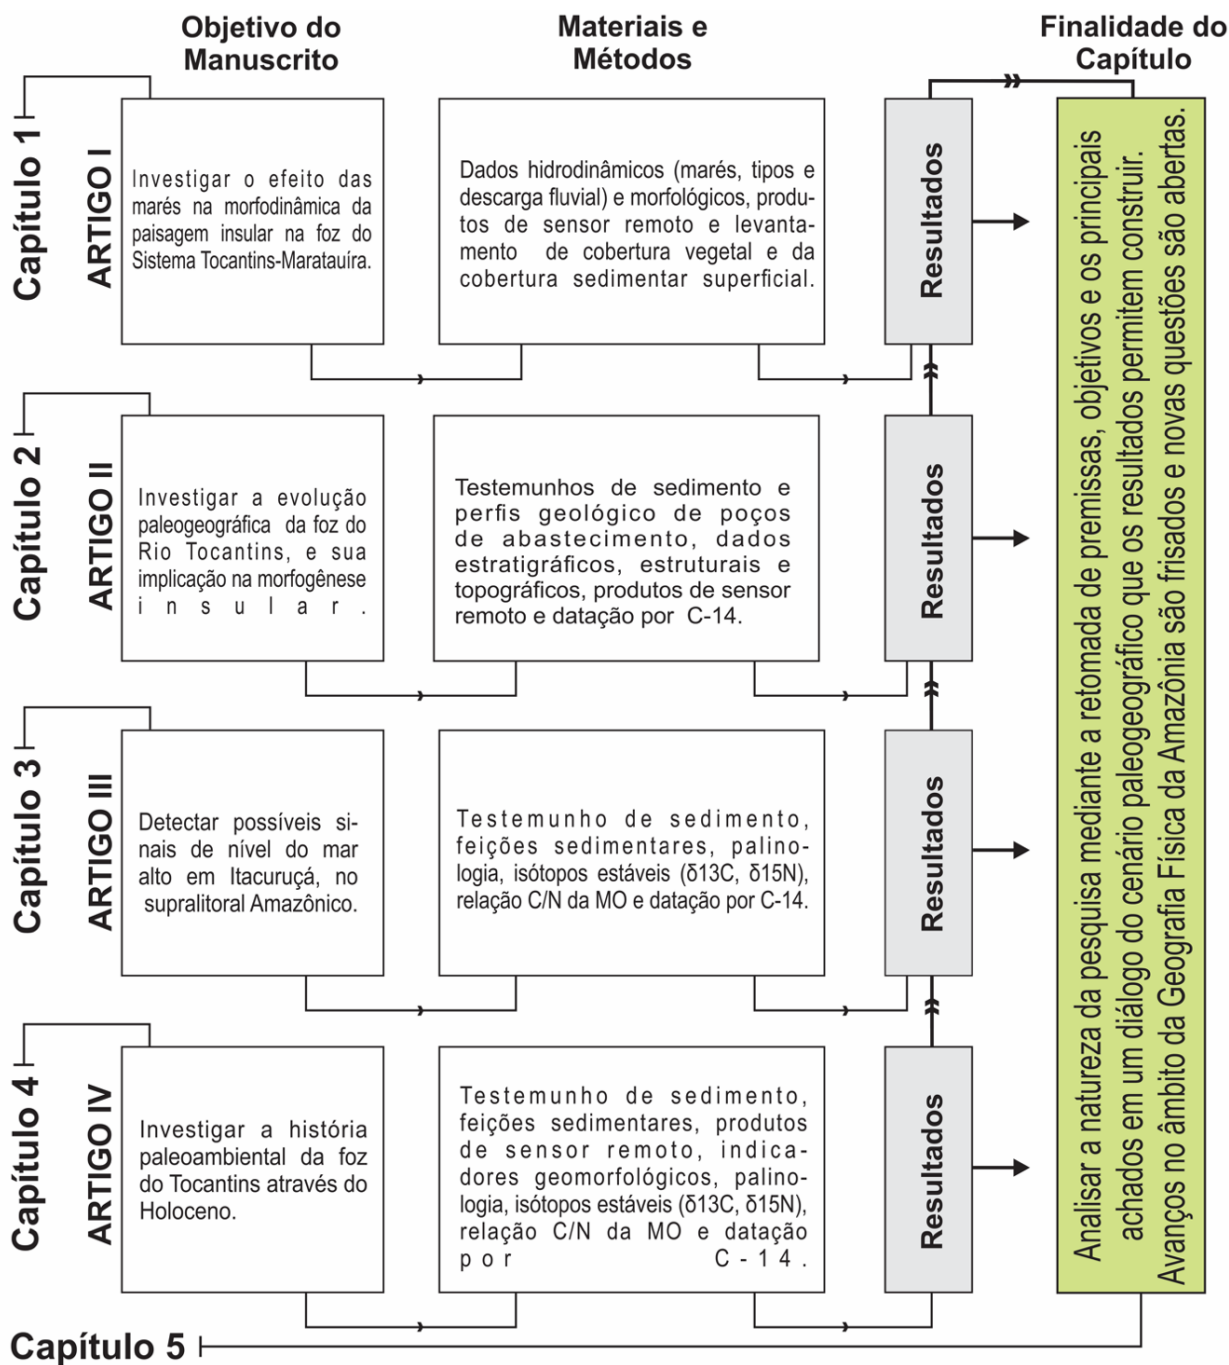 Objetivo do
Manuscrito
Materiais e
Métodos
Finalidade do
Capítulo
Capítulo 1
ARTIGO I
Investigar o efeito das
marés na morfodinâmica da
paisagem insular na foz do
Sistema Tocantins-Maratauíra.
Dados hidrodinâmicos (marés, tipos e
descarga fluvial) e morfológicos, produ-
tos de sensor remoto e levanta-
mento de cobertura vegetal e da
cobertura sedimentar superficial.
Resultados
Capítulo 2
ARTIGO II
Investigar a evolução
paleogeográfica da foz do
Rio Tocantins, e sua
implicação na morfogênese
insular.
Testemunhos de sedimento e
perfis geológico de poços
de abastecimento, dados
estratigráficos, estruturais e
topográficos, produtos de sensor
remoto e datação por C-14.
Resultados
Capítulo 3
ARTIGO III
Detectar possíveis si-
nais de nível do mar
alto em Itacuruçá, no
supralitoral Amazônico.
Testemunho de sedimento,
feições sedimentares, palino-
logia, isótopos estáveis (δ13C, δ15N),
relação C/N da MO e datação por C-14.
Resultados
Capítulo 4
ARTIGO IV
Investigar a história
paleoambiental da foz
do Tocantins através do
Holoceno.
Testemunho de sedimento,
feições sedimentares, produtos
de sensor remoto, indica-
dores geomorfológicos, palino-
logia, isótopos estáveis (δ13C, δ15N),
relação C/N da MO e datação
por C-14.
Resultados
Analisar a natureza da pesquisa mediante a retomada de premissas, objetivos e os principais
achados em um diálogo do cenário paleogeográfico que os resultados permitem construir.
Avanços no âmbito da Geografia Física da Amazônia são frisados e novas questões são abertas.
Capítulo 5